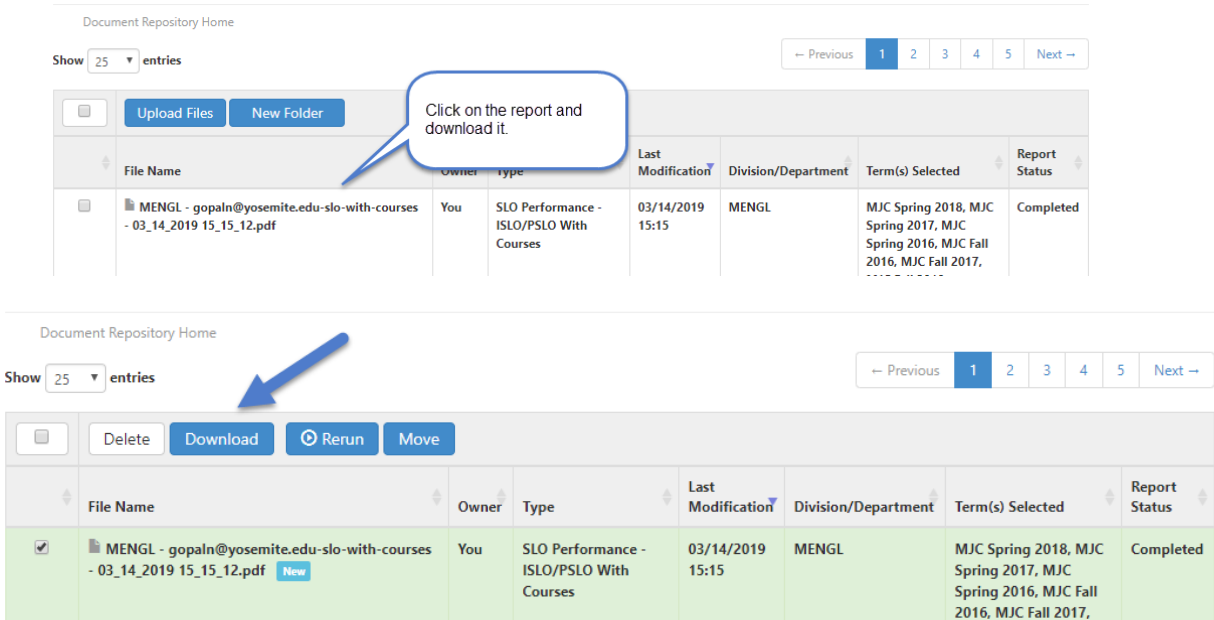 Document Repository Home
Show 25 entries
← Previous 1 2 3 4 5 Next →
Upload Files New Folder
Click on the report and
download it.
File Name Owner Type Last Modification Division/Department Term(s) Selected Report Status
MENGL - gopaln@yosemite.edu-slo-with-courses You SLO Performance - 03/14/2019 MENGL MJC Spring 2018, MJC Completed
- 03_14_2019 15_15_12.pdf ISLO/PSLO With 15:15 Spring 2017, MJC
Courses Spring 2016, MJC Fall
2016, MJC Fall 2017,
Document Repository Home
Show 25 entries
← Previous 1 2 3 4 5 Next →
Delete Download Rerun Move
File Name Owner Type Last Modification Division/Department Term(s) Selected Report Status
MENGL - gopaln@yosemite.edu-slo-with-courses You SLO Performance - 03/14/2019 MENGL MJC Spring 2018, MJC Completed
- 03_14_2019 15_15_12.pdf New ISLO/PSLO With 15:15 Spring 2017, MJC
Courses Spring 2016, MJC Fall
2016, MJC Fall 2017,